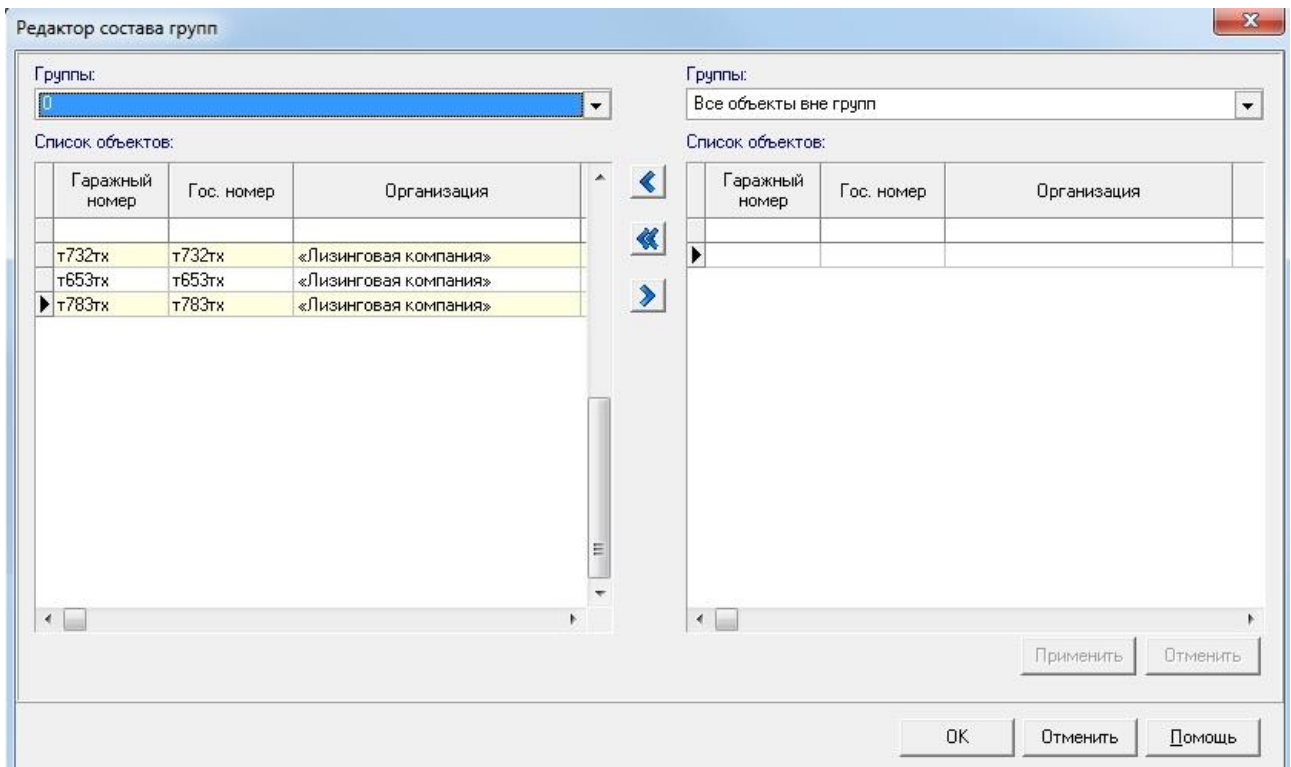 Редактор состава групп
Группы:
0
Список объектов:
Гаражный номер Гос. номер Организация
т732тх т732тх «Лизинговая компания»
т653тх т653тх «Лизинговая компания»
т783тх т783тх «Лизинговая компания»
Группы:
Все объекты вне групп
Список объектов:
Гаражный номер Гос. номер Организация
Применить Отменить
OK Отменить Помощь